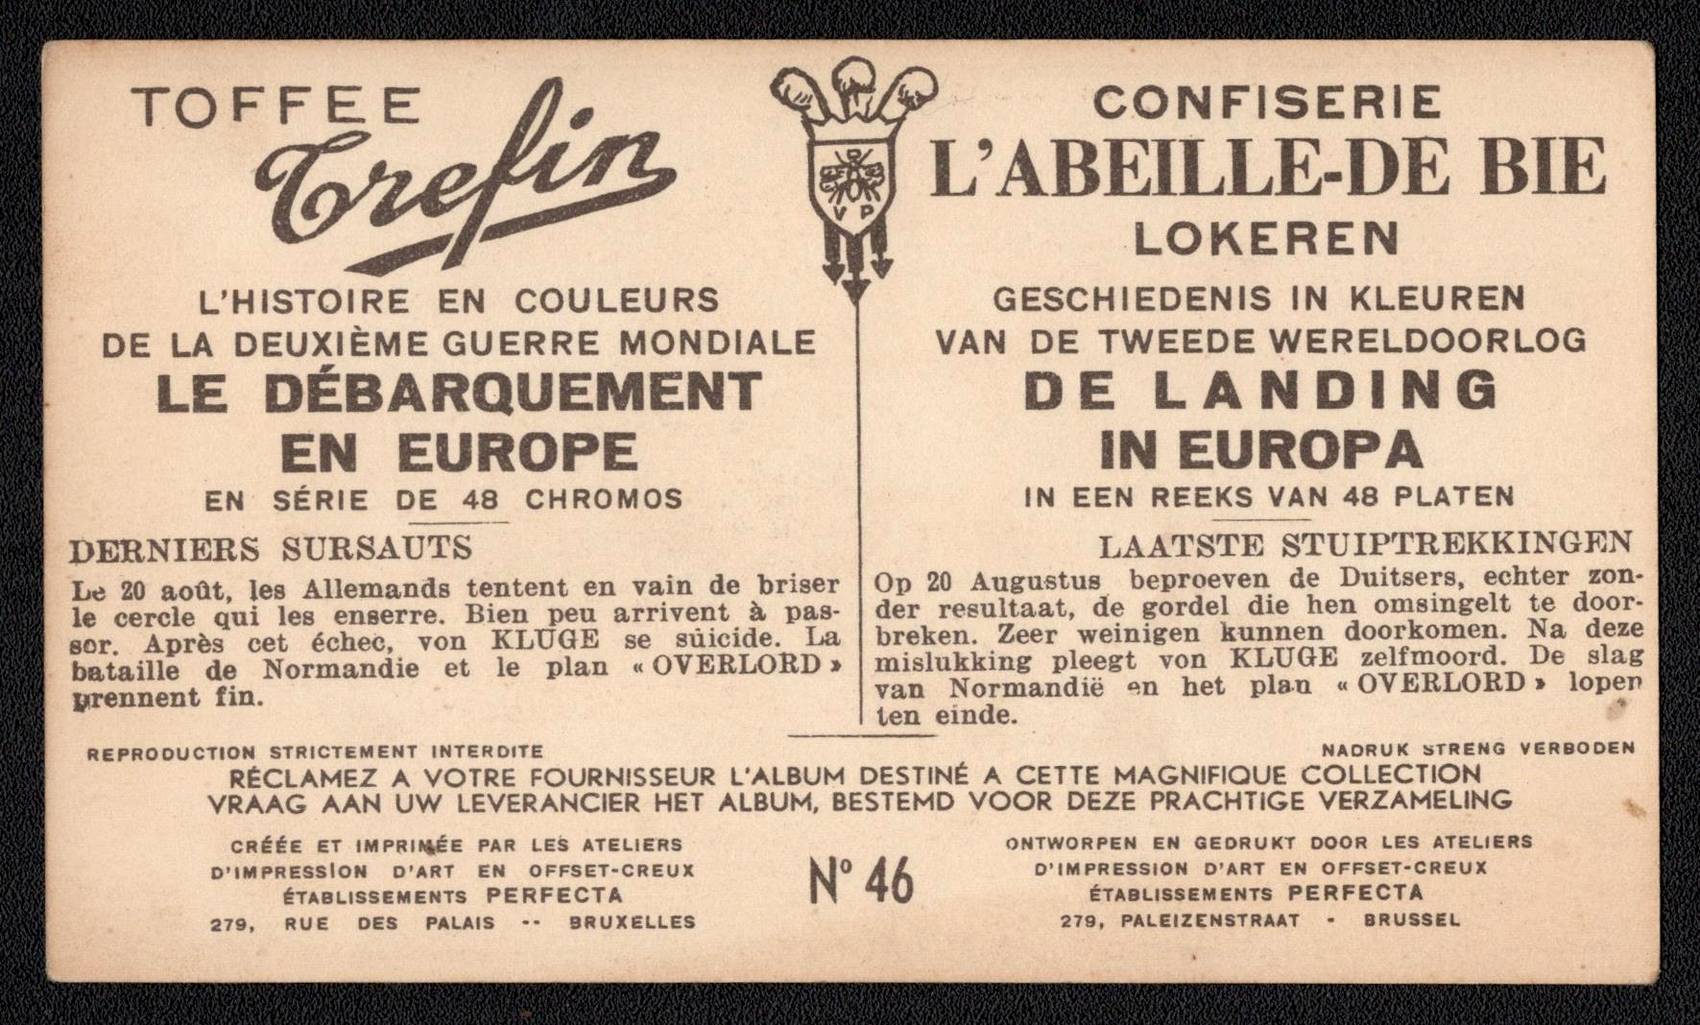 TOFFEE
Trefin
L'HISTOIRE EN COULEURS
DE LA DEUXIÈME GUERRE MONDIALE
LE DÉBARQUEMENT
EN EUROPE
EN SÉRIE DE 48 CHROMOS
DERNIERS SURSAUTS
Le 20 août, les Allemands tentent en vain de briser
le cercle qui les enserre. Bien peu arrivent à pas-
ser. Après cet échec, von KLUGE se suicide. La
bataille de Normandie et le plan « OVERLORD »
prennent fin.
V P
CONFISERIE
L'ABEILLE-DE BIE
LOKEREN
GESCHIEDENIS IN KLEUREN
VAN DE TWEEDE WERELDOORLOG
DE LANDING
IN EUROPA
IN EEN REEKS VAN 48 PLATEN
LAATSTE STUIPTREKKINGEN
Op 20 Augustus beproeven de Duitsers, echter zon-
der resultaat, de gordel die hen omsingelt te door-
breken. Zeer weinigen kunnen doorkomen. Na deze
mislukking pleegt von KLUGE zelfmoord. De slag
van Normandië en het plan « OVERLORD » lopen
ten einde.
REPRODUCTION STRICTEMENT INTERDITE
NADRUK STRENG VERBODEN
RÉCLAMEZ A VOTRE FOURNISSEUR L'ALBUM DESTINÉ A CETTE MAGNIFIQUE COLLECTION
VRAAG AAN UW LEVERANCIER HET ALBUM, BESTEMD VOOR DEZE PRACHTIGE VERZAMELING
CRÉÉE ET IMPRIMÉE PAR LES ATELIERS
D'IMPRESSION D'ART EN OFFSET-CREUX
ÉTABLISSEMENTS PERFECTA
279, RUE DES PALAIS -- BRUXELLES
Nº 46
ONTWORPEN EN GEDRUKT DOOR LES ATELIERS
D'IMPRESSION D'ART EN OFFSET-CREUX
ÉTABLISSEMENTS PERFECTA
279, PALEIZENSTRAAT - BRUSSEL